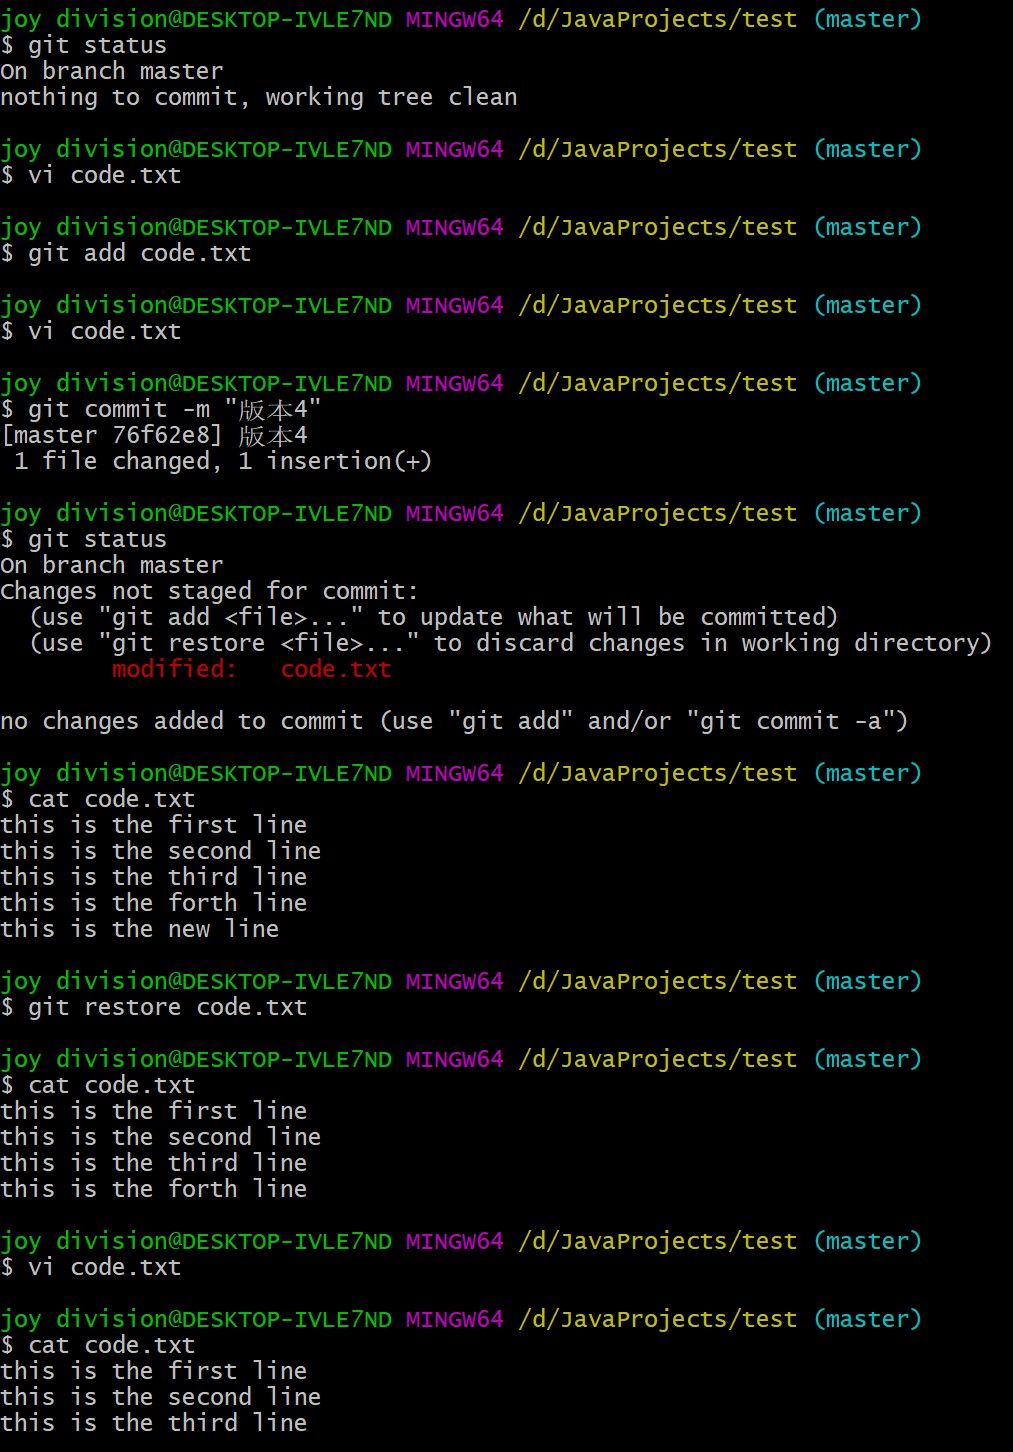 joy division@DESKTOP-IVLE7ND MINGW64 /d/JavaProjects/test (master)
$ git status
On branch master
nothing to commit, working tree clean
joy division@DESKTOP-IVLE7ND MINGW64 /d/JavaProjects/test (master)
$ vi code.txt
joy division@DESKTOP-IVLE7ND MINGW64 /d/JavaProjects/test (master)
$ git add code.txt
joy division@DESKTOP-IVLE7ND MINGW64 /d/JavaProjects/test (master)
$ vi code.txt
joy division@DESKTOP-IVLE7ND MINGW64 /d/JavaProjects/test (master)
$ git commit -m "版本4"
[master 76f62e8] 版本4
 1 file changed, 1 insertion(+)
joy division@DESKTOP-IVLE7ND MINGW64 /d/JavaProjects/test (master)
$ git status
On branch master
Changes not staged for commit:
  (use "git add <file>..." to update what will be committed)
  (use "git restore <file>..." to discard changes in working directory)
        modified:   code.txt
no changes added to commit (use "git add" and/or "git commit -a")
joy division@DESKTOP-IVLE7ND MINGW64 /d/JavaProjects/test (master)
$ cat code.txt
this is the first line
this is the second line
this is the third line
this is the forth line
this is the new line
joy division@DESKTOP-IVLE7ND MINGW64 /d/JavaProjects/test (master)
$ git restore code.txt
joy division@DESKTOP-IVLE7ND MINGW64 /d/JavaProjects/test (master)
$ cat code.txt
this is the first line
this is the second line
this is the third line
this is the forth line
joy division@DESKTOP-IVLE7ND MINGW64 /d/JavaProjects/test (master)
$ vi code.txt
joy division@DESKTOP-IVLE7ND MINGW64 /d/JavaProjects/test (master)
$ cat code.txt
this is the first line
this is the second line
this is the third line